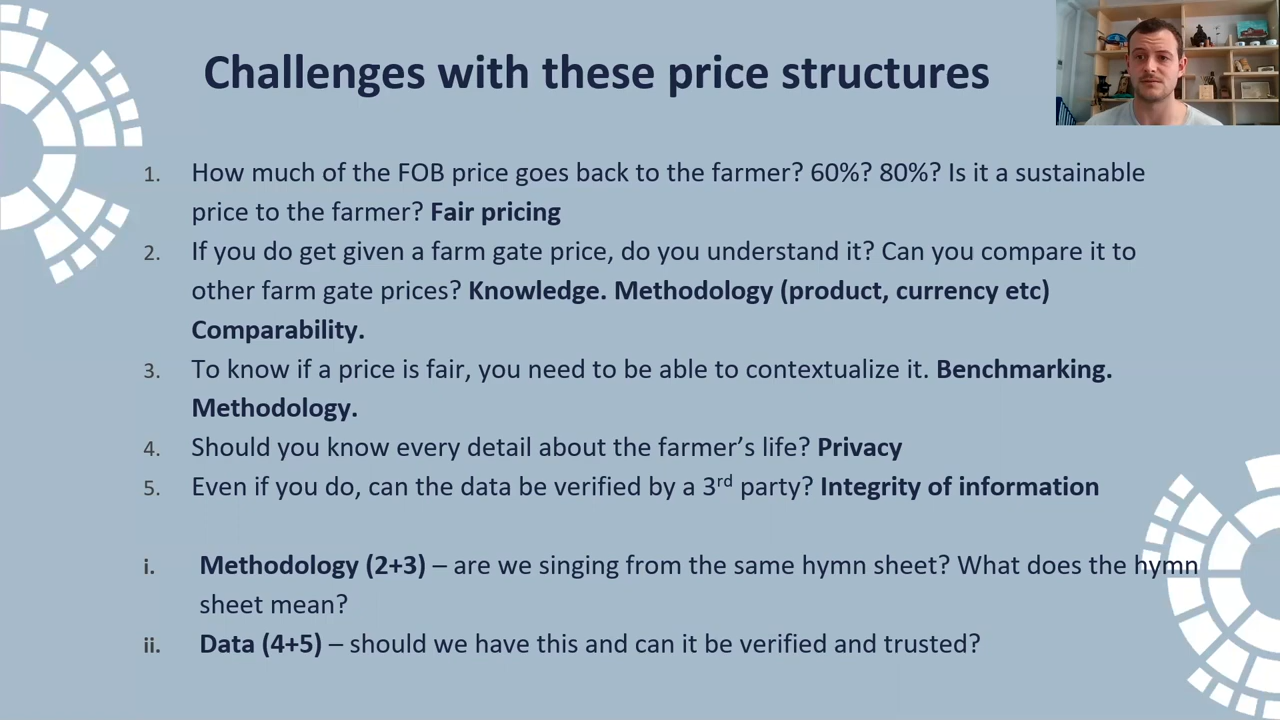 Challenges with these price structures
1. How much of the FOB price goes back to the farmer? 60%? 80%? Is it a sustainable
price to the farmer? Fair pricing
2. If you do get given a farm gate price, do you understand it? Can you compare it to
other farm gate prices? Knowledge. Methodology (product, currency etc)
Comparability.
3. To know if a price is fair, you need to be able to contextualize it. Benchmarking.
Methodology.
4. Should you know every detail about the farmer’s life? Privacy
5. Even if you do, can the data be verified by a 3rd party? Integrity of information
i. Methodology (2+3) – are we singing from the same hymn sheet? What does the hymn
sheet mean?
ii. Data (4+5) – should we have this and can it be verified and trusted?